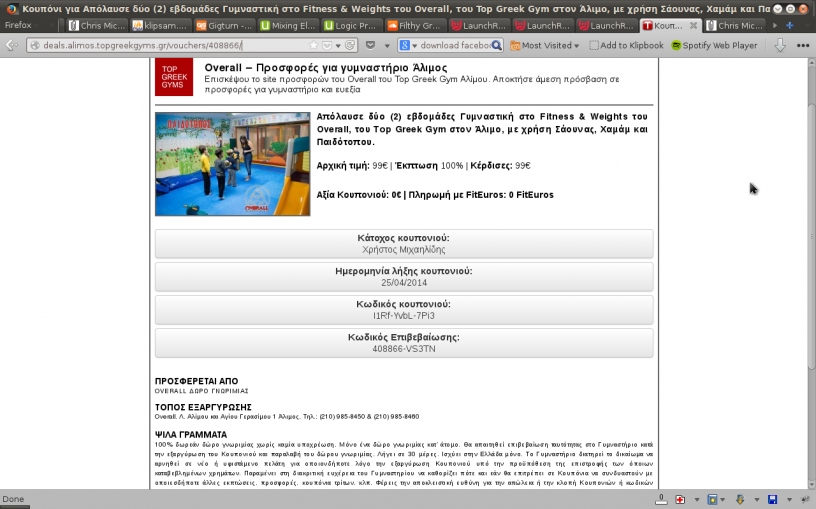 Κουπόνι για Απόλαυσε δύο (2) εβδομάδες Γυμναστική στο Fitness & Weights του Overall, του Top Greek Gym στον Άλιμο, με χρήση Σάουνας, Χαμάμ και Πα
Firefox
Chris Mic...
klipsam....
Gigturn -...
Mixing El...
Logic Pr...
Filthy Gr...
LaunchR...
LaunchR...
LaunchR...
Κουπ...
Chris Mic...
deals.alimos.topgreekgyms.gr/vouchers/408866/
download faceboo
Most Visited
Add to Klipbook
Spotify Web Player
TOP
GREEK
GYMS
Overall – Προσφορές για γυμναστήριο Άλιμος
Επισκέψου το site προσφορών του Overall του Top Greek Gym Αλίμου. Αποκτήσε άμεση πρόσβαση σε
προσφορές για γυμναστήριο και ευεξία
Απόλαυσε δύο (2) εβδομάδες Γυμναστική στο Fitness & Weights του
Overall, του Top Greek Gym στον Άλιμο, με χρήση Σάουνας, Χαμάμ και
Παιδότοπου.
Αρχική τιμή: 99€ | Έκπτωση 100% | Κέρδισες: 99€
Αξία Κουπονιού: 0€ | Πληρωμή με FitEuros: 0 FitEuros
OVERALL
Κάτοχος κουπονιού:
Χρήστος Μιχαηλίδης
Ημερομηνία λήξης κουπονιού:
25/04/2014
Κωδικός κουπονιού:
I1Rf-YvbL-7Pi3
Κωδικός Επιβεβαίωσης:
408866-VS3TN
ΠΡΟΣΦΕΡΕΤΑΙ ΑΠΟ
OVERALL ΔΩΡΟ ΓΝΩΡΙΜΙΑΣ
ΤΟΠΟΣ ΕΞΑΡΓΥΡΩΣΗΣ
Overall, Λ. Αλίμου και Αγίου Γερασίμου 1 Άλιμος, Τηλ.: (210) 985-8450 & (210) 985-8460
ΨΙΛΑ ΓΡΑΜΜΑΤΑ
100% δωρεάν δώρο γνωριμίας χωρίς καμία υποχρέωση. Μόνο ένα δώρο γνωριμίας κατ' άτομο. Θα απαιτηθεί επιβεβαίωση ταυτότητας στο Γυμναστήριο κατά
την εξαργύρωση του Κουπονιού και παραλαβή του δώρου γνωριμίας. Λήγει σε 30 μέρες. Ισχύει στην Ελλάδα μόνο. Το Γυμναστήριο διατηρεί το δικαίωμα να
αρνηθεί σε νέο ή υφιστάμενο πελάτη για οποιονδήποτε λόγο την εξαργύρωση Κουπονιού υπό την προϋπόθεση της επιστροφής των όποιων
καταβεβλημένων χρημάτων. Παραμένει στη διακριτική ευχέρεια του Γυμναστηρίου να καθορίζει πότε και εάν θα επιτρέπει σε Κουπόνια να συνδυαστούν με
οποιεσδήποτε άλλες εκπτώσεις, προσφορές, κουπόνια τρίτων, κλπ. Φέρεις την αποκλειστική ευθύνη για την απώλεια ή την κλοπή Κουπονιών ή κωδικών
Done
0